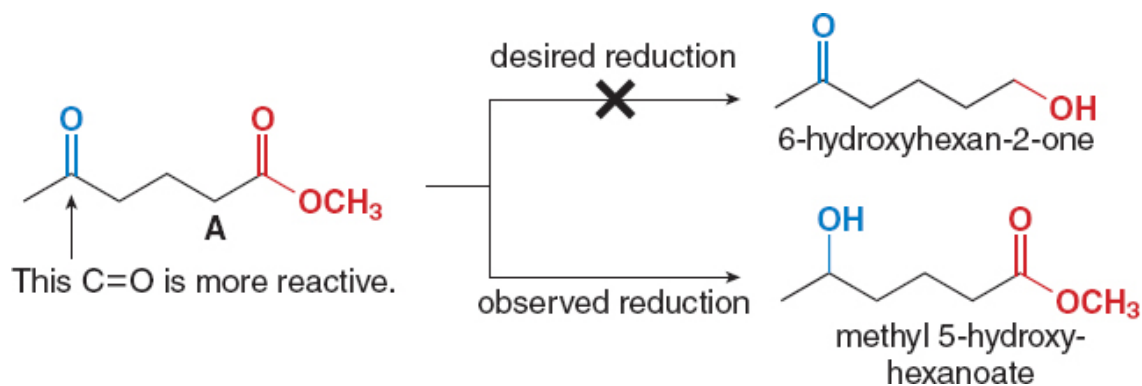 O
O
OCH3
A
This C=O is more reactive.
desired reduction
O
OH
6-hydroxyhexan-2-one
observed reduction
OH
O
OCH3
methyl 5-hydroxy-
hexanoate